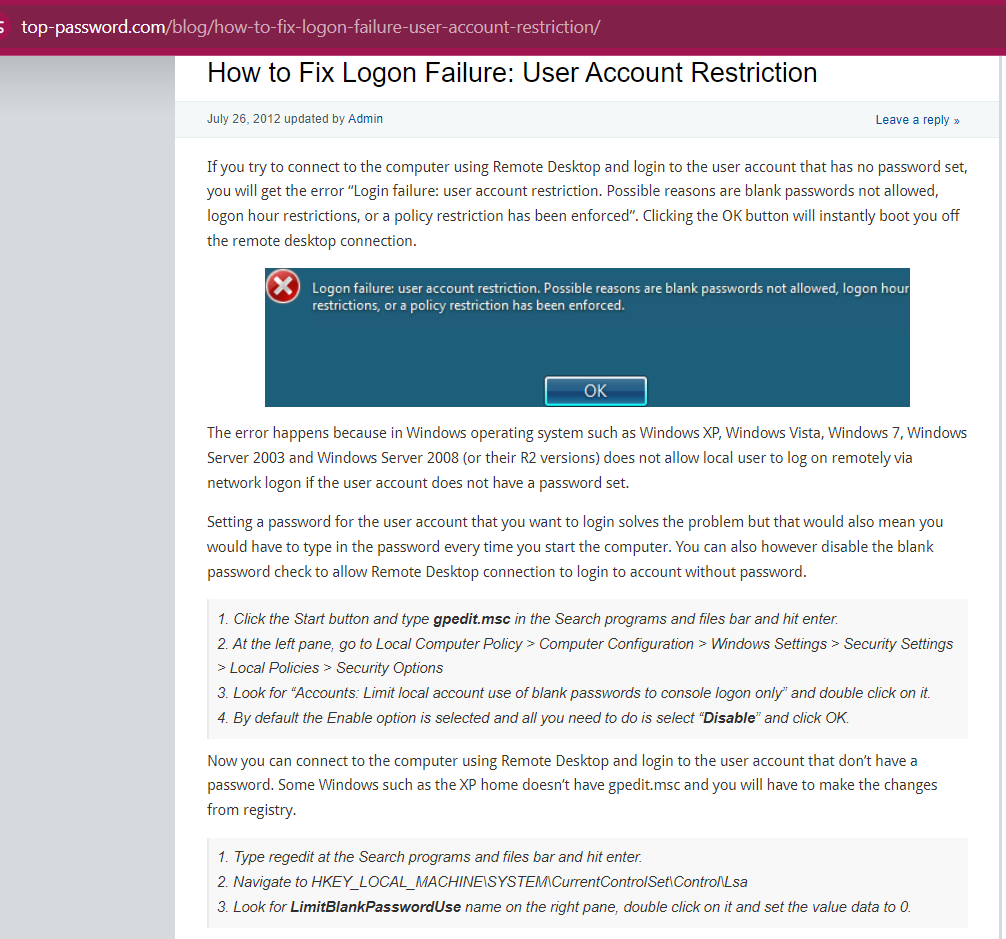 top-password.com/blog/how-to-fix-logon-failure-user-account-restriction/
How to Fix Logon Failure: User Account Restriction
July 26, 2012 updated by Admin
Leave a reply »
If you try to connect to the computer using Remote Desktop and login to the user account that has no password set,
you will get the error “Login failure: user account restriction. Possible reasons are blank passwords not allowed,
logon hour restrictions, or a policy restriction has been enforced”. Clicking the OK button will instantly boot you off
the remote desktop connection.
Logon failure: user account restriction. Possible reasons are blank passwords not allowed, logon hour
restrictions, or a policy restriction has been enforced.
OK
The error happens because in Windows operating system such as Windows XP, Windows Vista, Windows 7, Windows
Server 2003 and Windows Server 2008 (or their R2 versions) does not allow local user to log on remotely via
network logon if the user account does not have a password set.
Setting a password for the user account that you want to login solves the problem but that would also mean you
would have to type in the password every time you start the computer. You can also however disable the blank
password check to allow Remote Desktop connection to login to account without password.
1. Click the Start button and type gpedit.msc in the Search programs and files bar and hit enter.
2. At the left pane, go to Local Computer Policy > Computer Configuration > Windows Settings > Security Settings
> Local Policies > Security Options
3. Look for “Accounts: Limit local account use of blank passwords to console logon only” and double click on it.
4. By default the Enable option is selected and all you need to do is select “Disable” and click OK.
Now you can connect to the computer using Remote Desktop and login to the user account that don’t have a
password. Some Windows such as the XP home doesn’t have gpedit.msc and you will have to make the changes
from registry.
1. Type regedit at the Search programs and files bar and hit enter.
2. Navigate to HKEY_LOCAL_MACHINE\SYSTEM\CurrentControlSet\Control\Lsa
3. Look for LimitBlankPasswordUse name on the right pane, double click on it and set the value data to 0.